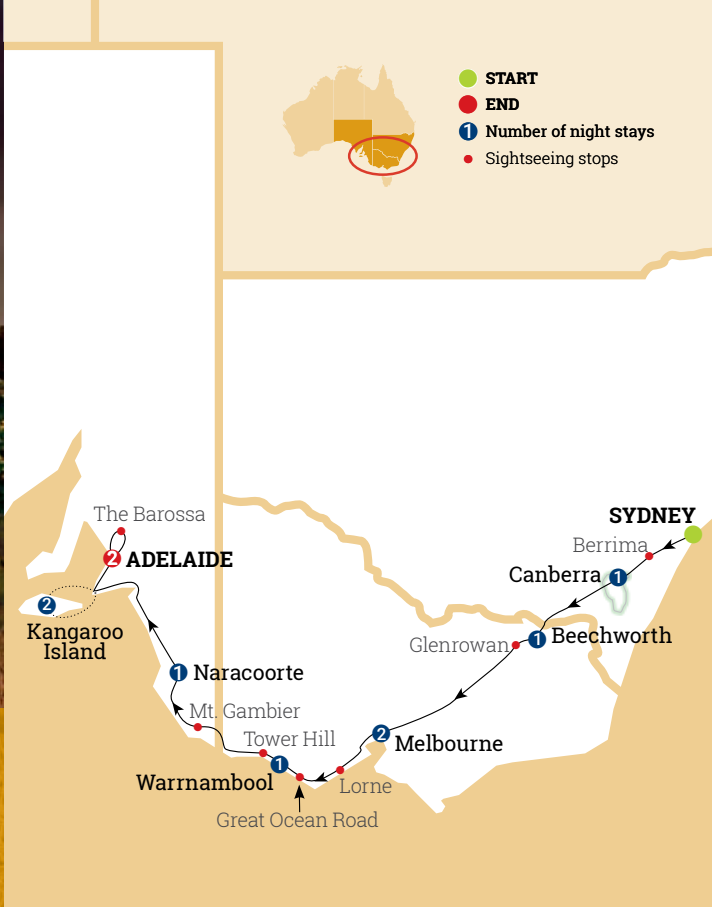 START
END
1 Number of night stays
Sightseeing stops
SYDNEY
Berrima
Canberra 1
1 Beechworth
Glenrowan
2 Melbourne
Lorne
Great Ocean Road
Tower Hill
1
Warrnambool
Mt. Gambier
1 Naracoorte
2
Kangaroo
Island
The Barossa
2 ADELAIDE